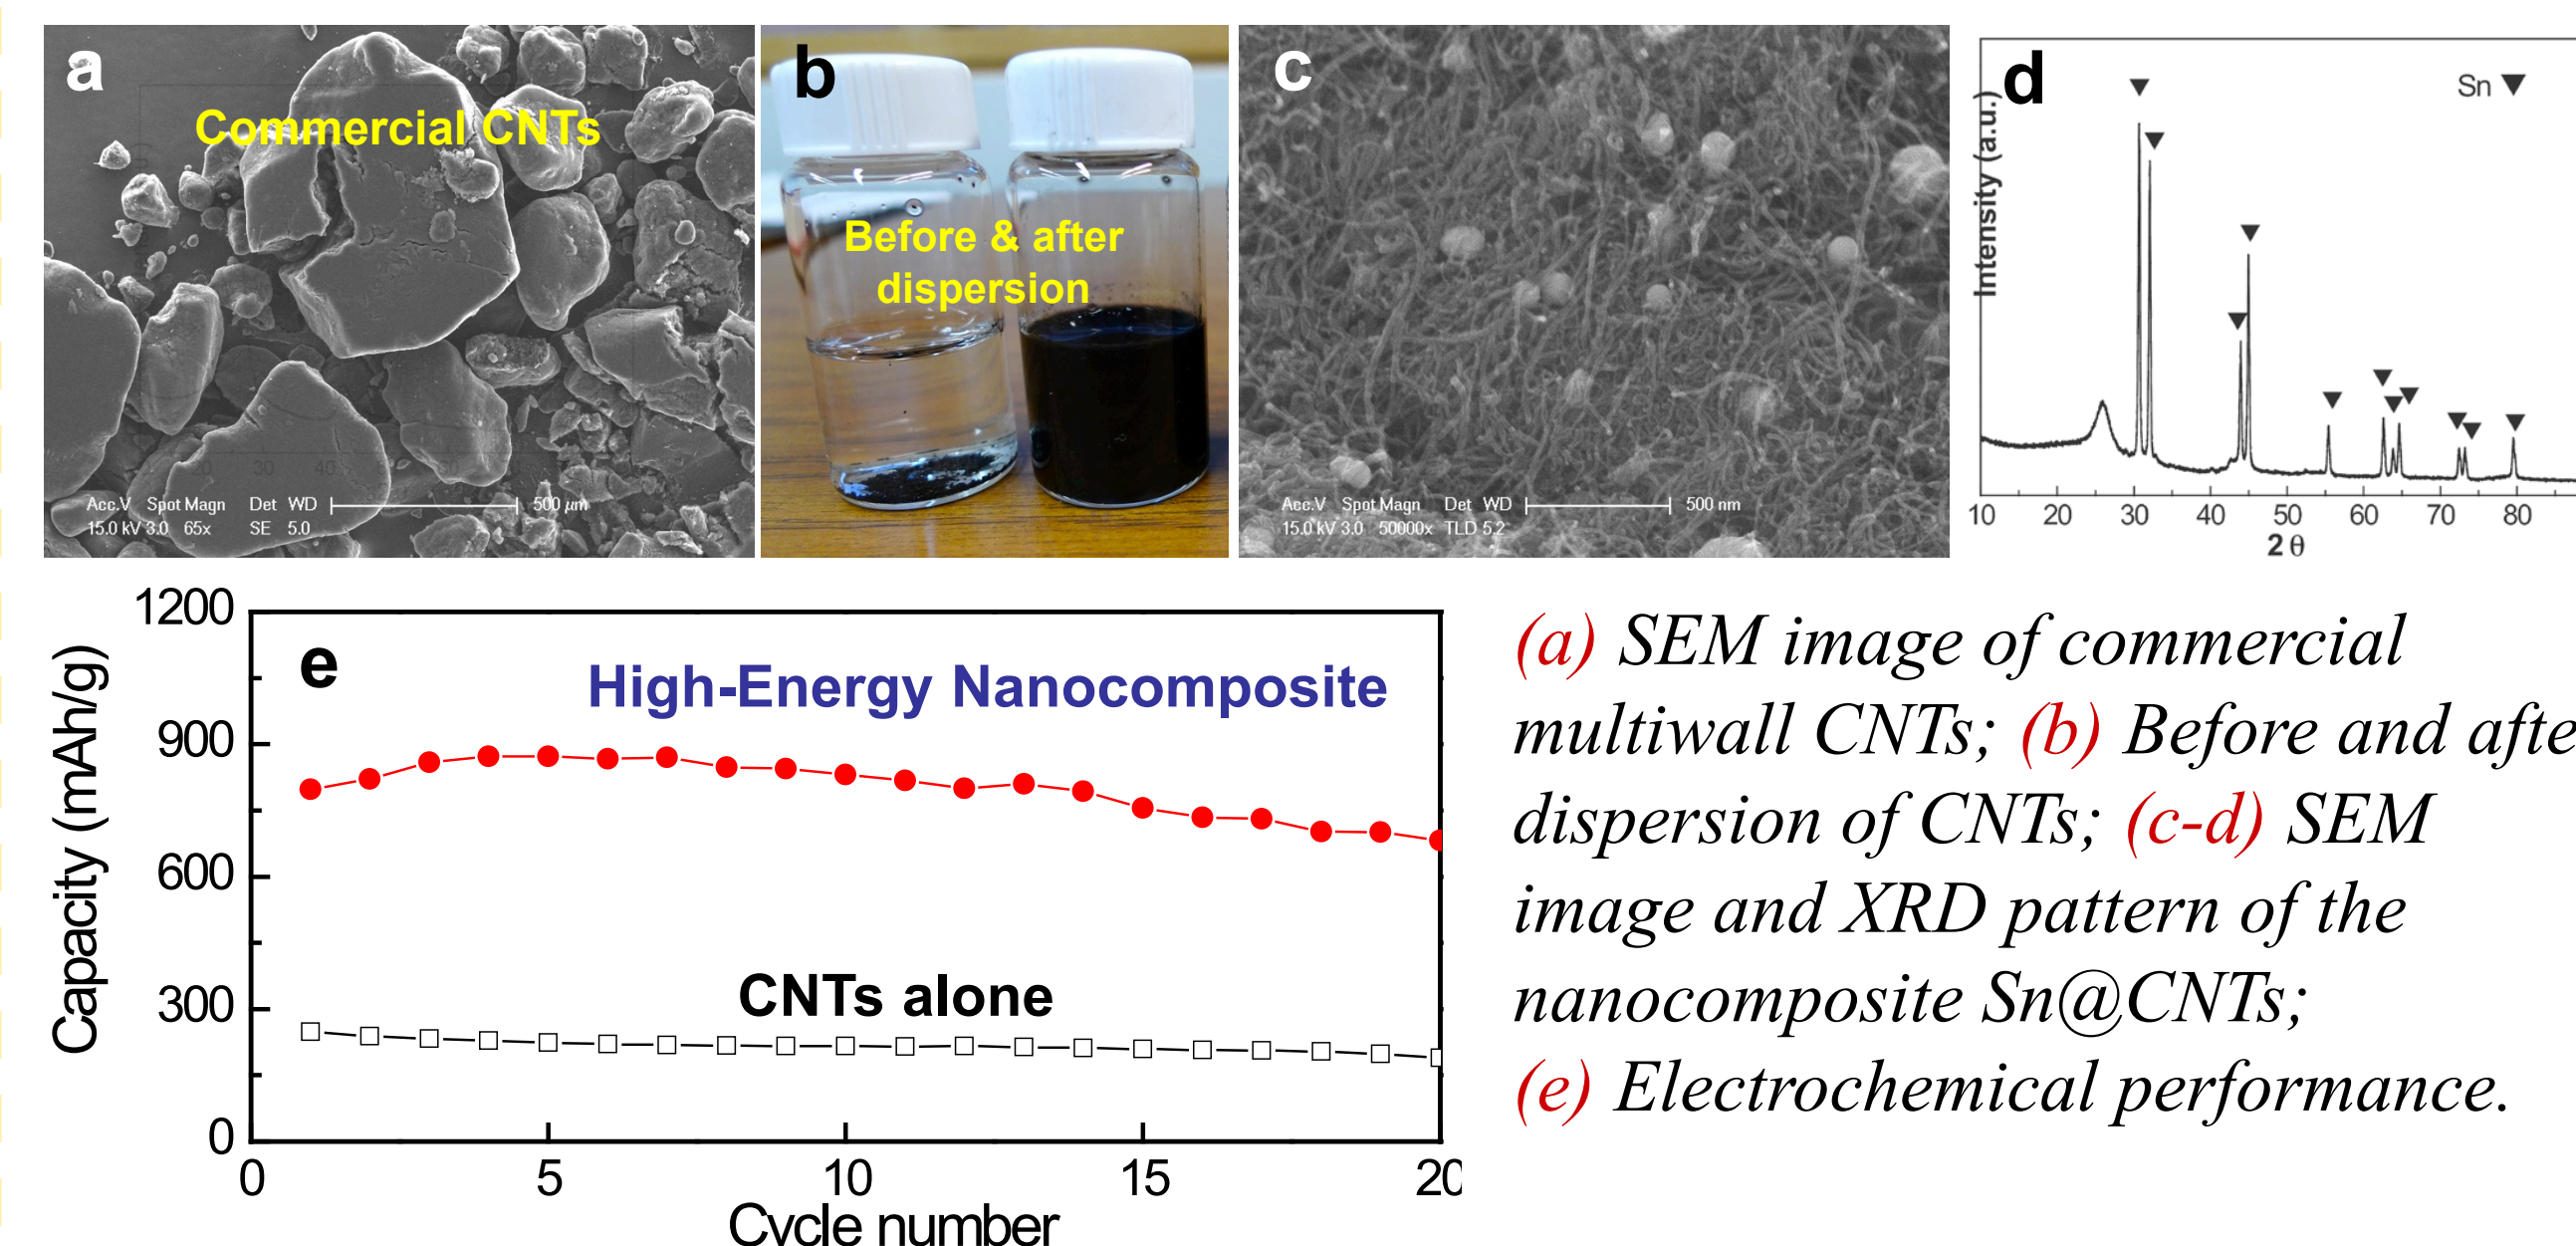 a
Commercial CNTs
Acc.V Spot Magn Det WD 500 µm
15.0 kV 3.0 65x SE 5.0
b
Before & after
dispersion
c
Acc.V Spot Magn Det WD 500 nm
15.0 kV 3.0 50000x TLD 5.2
d
Sn ▼
Intensity (a.u.)
10 20 30 40 50 60 70 80
2 θ
e
High-Energy Nanocomposite
CNTs alone
Capacity (mAh/g)
1200
900
600
300
0
0 5 10 15 20
Cycle number
(a) SEM image of commercial
multiwall CNTs; (b) Before and afte
dispersion of CNTs; (c-d) SEM
image and XRD pattern of the
nanocomposite Sn@CNTs;
(e) Electrochemical performance.